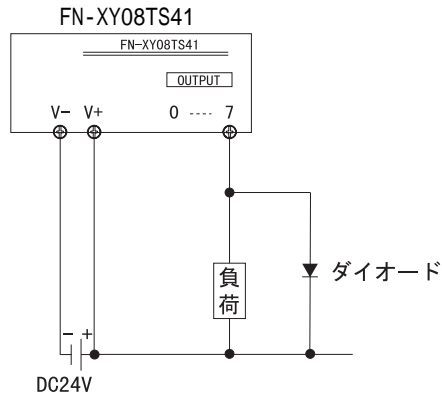 FN-XY08TS41
FN-XY08TS41
OUTPUT
V- V+ 0 ---- 7
負荷
ダイオード
- +
DC24V